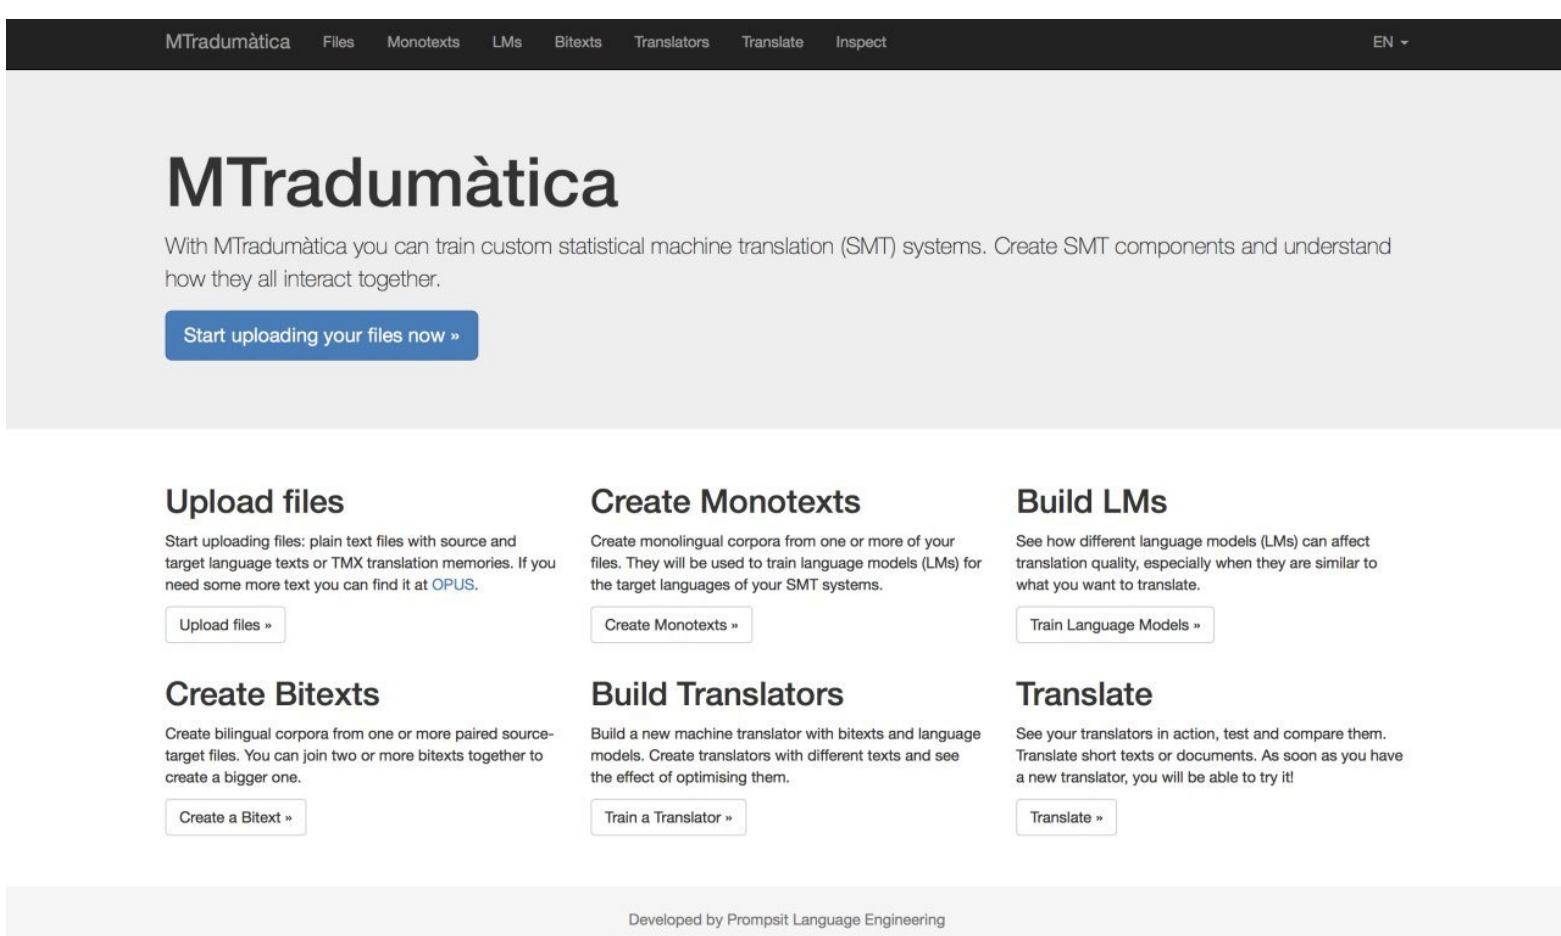 MTradumàtica Files Monotexts LMs Bitexts Translators Translate Inspect EN
MTradumàtica
With MTradumàtica you can train custom statistical machine translation (SMT) systems. Create SMT components and understand
how they all interact together.
Start uploading your files now »
Upload files
Start uploading files: plain text files with source and
target language texts or TMX translation memories. If you
need some more text you can find it at OPUS.
Upload files »
Create Monotexts
Create monolingual corpora from one or more of your
files. They will be used to train language models (LMs) for
the target languages of your SMT systems.
Create Monotexts »
Build LMs
See how different language models (LMs) can affect
translation quality, especially when they are similar to
what you want to translate.
Train Language Models »
Create Bitexts
Create bilingual corpora from one or more paired source-
target files. You can join two or more bitexts together to
create a bigger one.
Create a Bitext »
Build Translators
Build a new machine translator with bitexts and language
models. Create translators with different texts and see
the effect of optimising them.
Train a Translator »
Translate
See your translators in action, test and compare them.
Translate short texts or documents. As soon as you have
a new translator, you will be able to try it!
Translate »
Developed by Prompsit Language Engineering